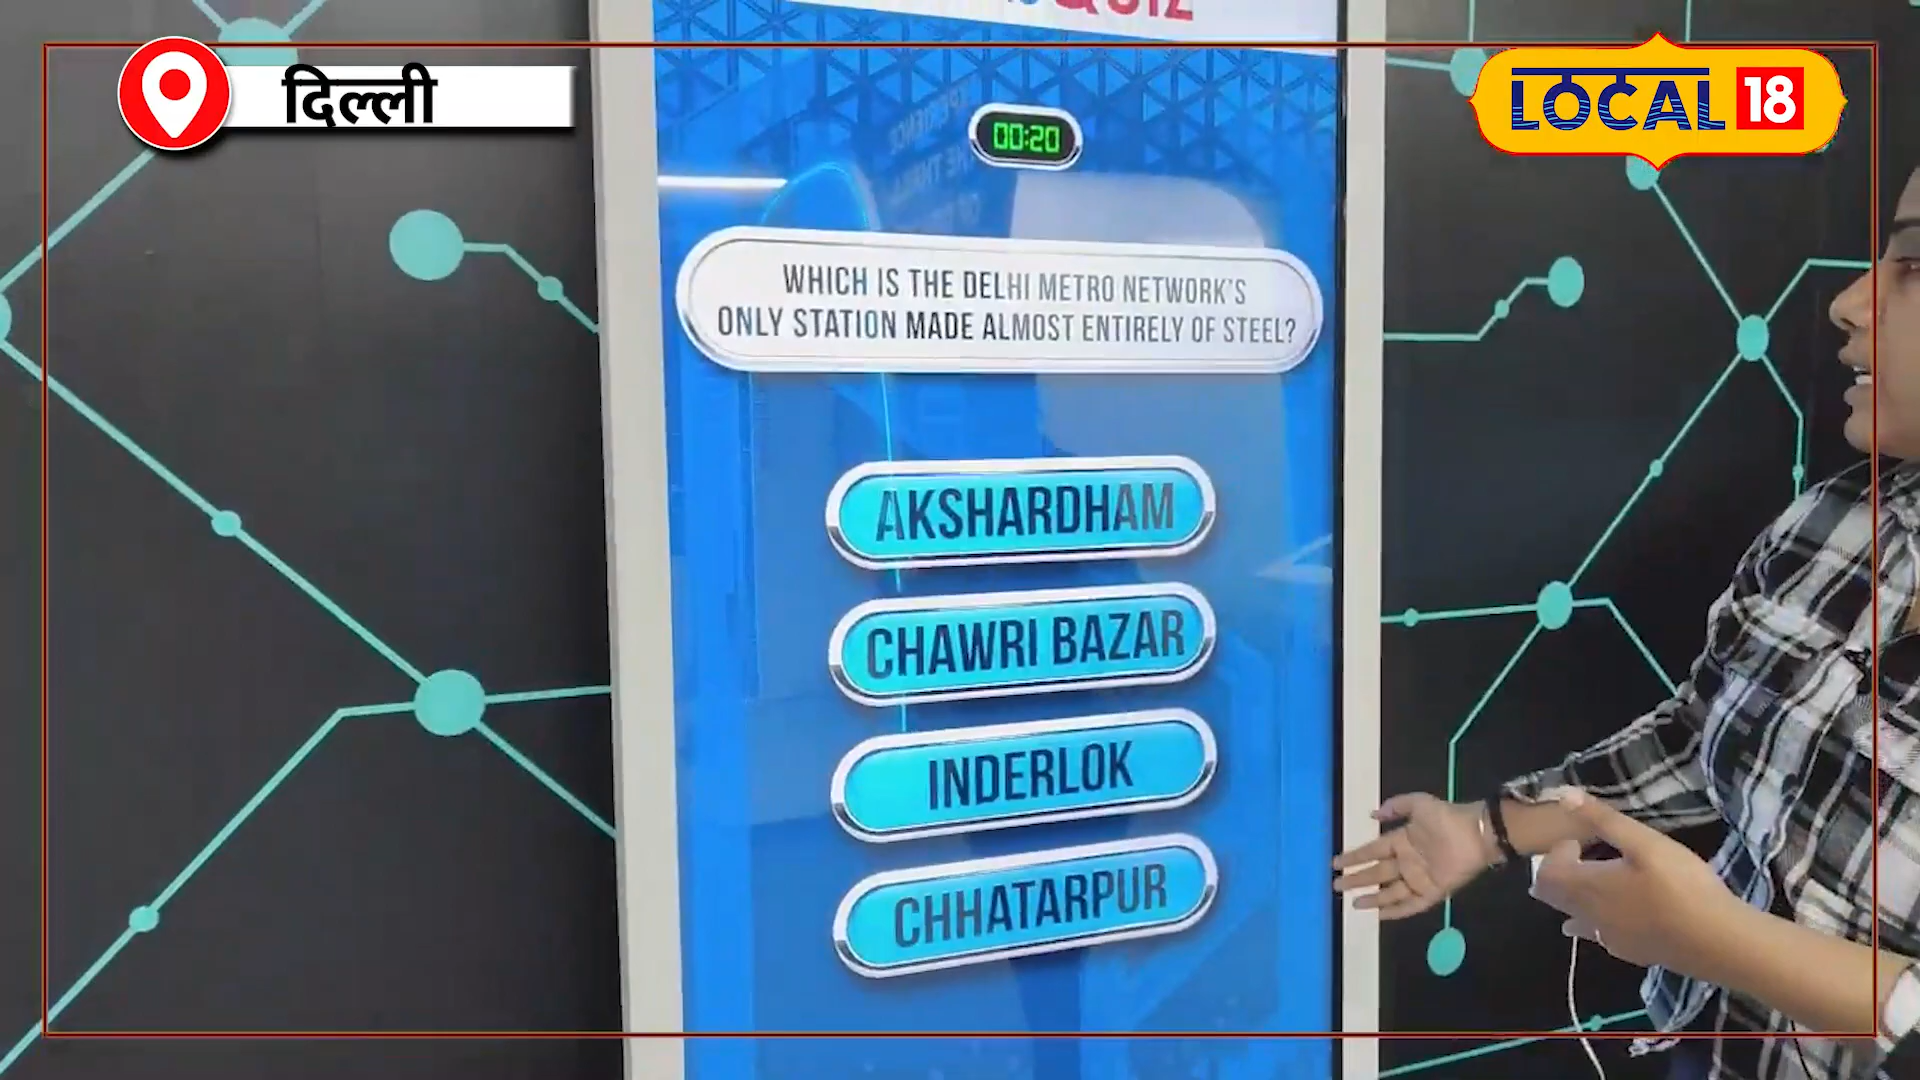 QUIZ
दिल्ली
LOCAL 18
00:20
WHICH IS THE DELHI METRO NETWORK'S
ONLY STATION MADE ALMOST ENTIRELY OF STEEL?
AKSHARDHAM
CHAWRI BAZAR
INDERLOK
CHHATARPUR